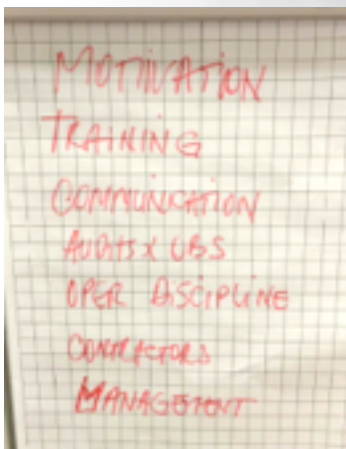 MOTIVATION
TRAINING
COMMUNICATION
AUDITS & OBS
OPER DISCIPLINE
CONTRACTORS
MANAGEMENT